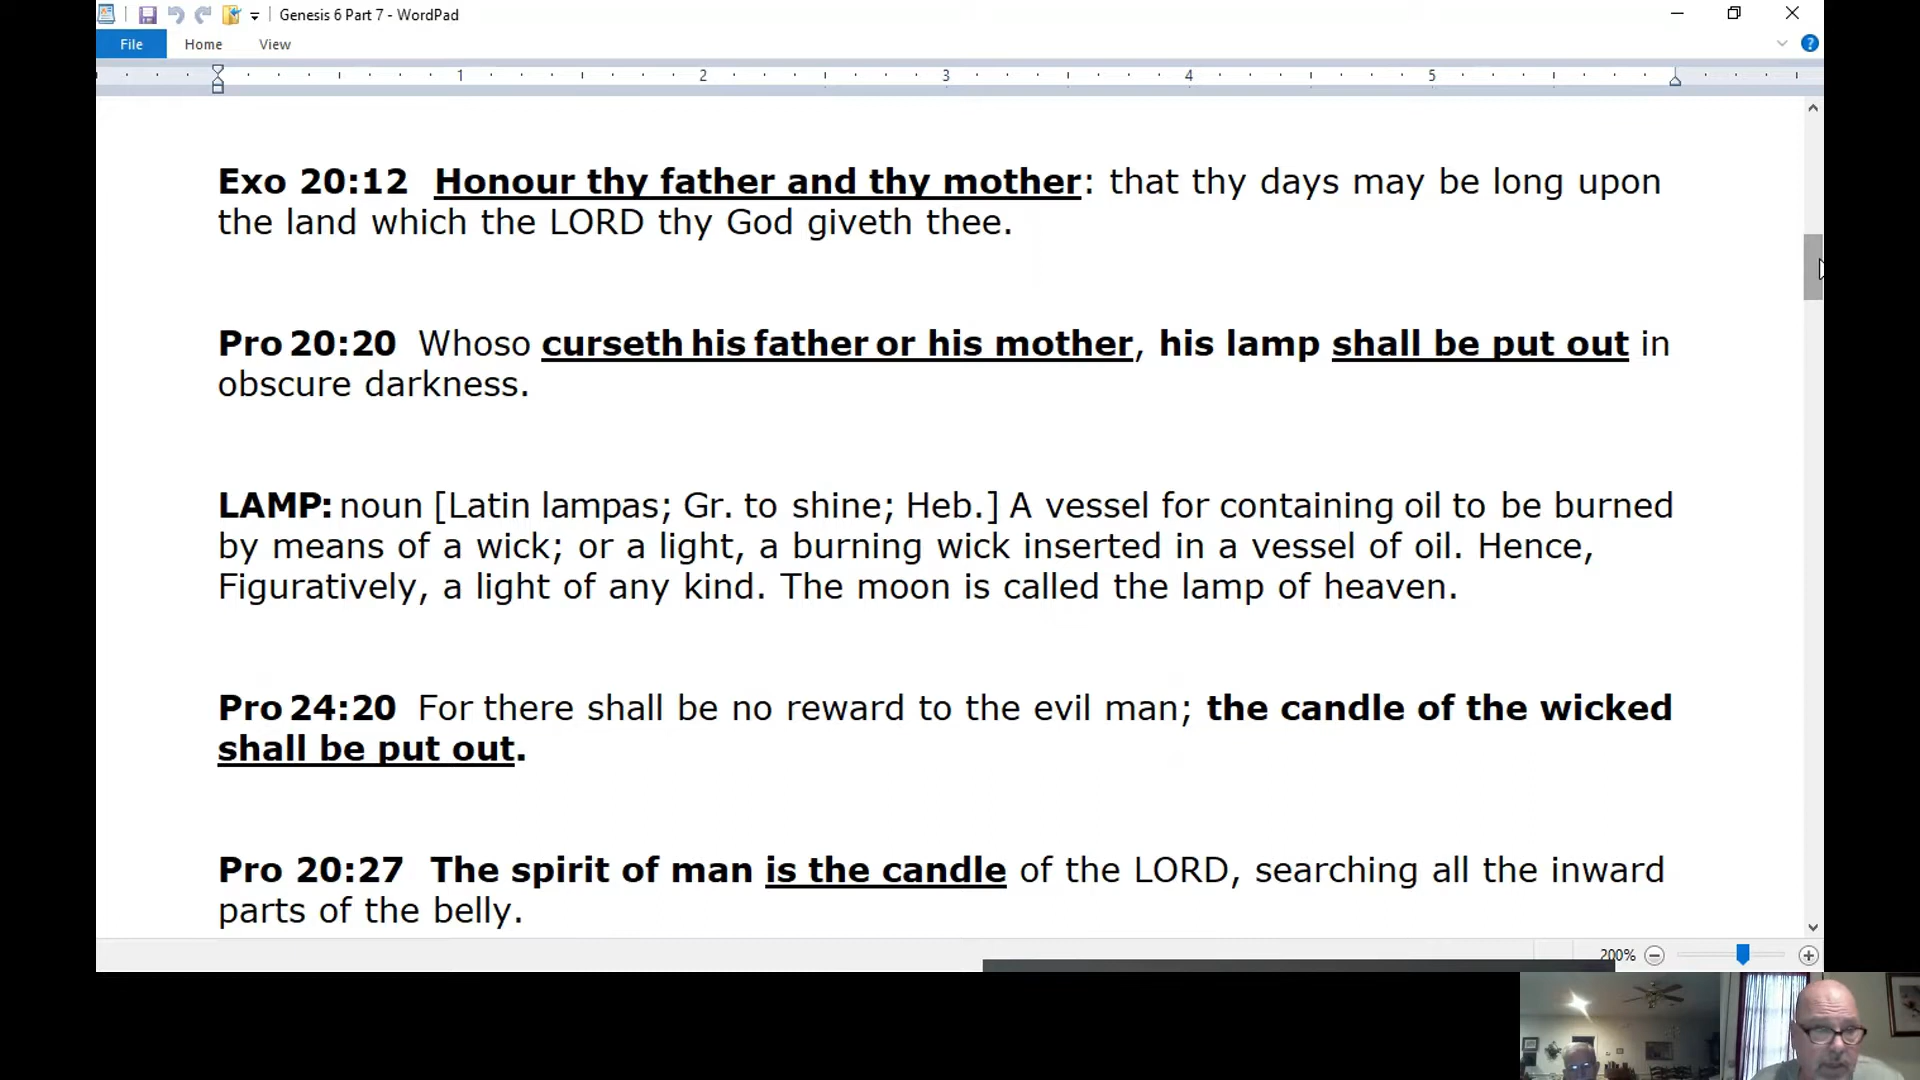 Genesis 6 Part 7 - WordPad
File Home View
1 2 3 4 5
Exo 20:12 Honour thy father and thy mother: that thy days may be long upon
the land which the LORD thy God giveth thee.
Pro 20:20 Whoso curseth his father or his mother, his lamp shall be put out in
obscure darkness.
LAMP: noun [Latin lampas; Gr. to shine; Heb.] A vessel for containing oil to be burned
by means of a wick; or a light, a burning wick inserted in a vessel of oil. Hence,
Figuratively, a light of any kind. The moon is called the lamp of heaven.
Pro 24:20 For there shall be no reward to the evil man; the candle of the wicked
shall be put out.
Pro 20:27 The spirit of man is the candle of the LORD, searching all the inward
parts of the belly.
200%